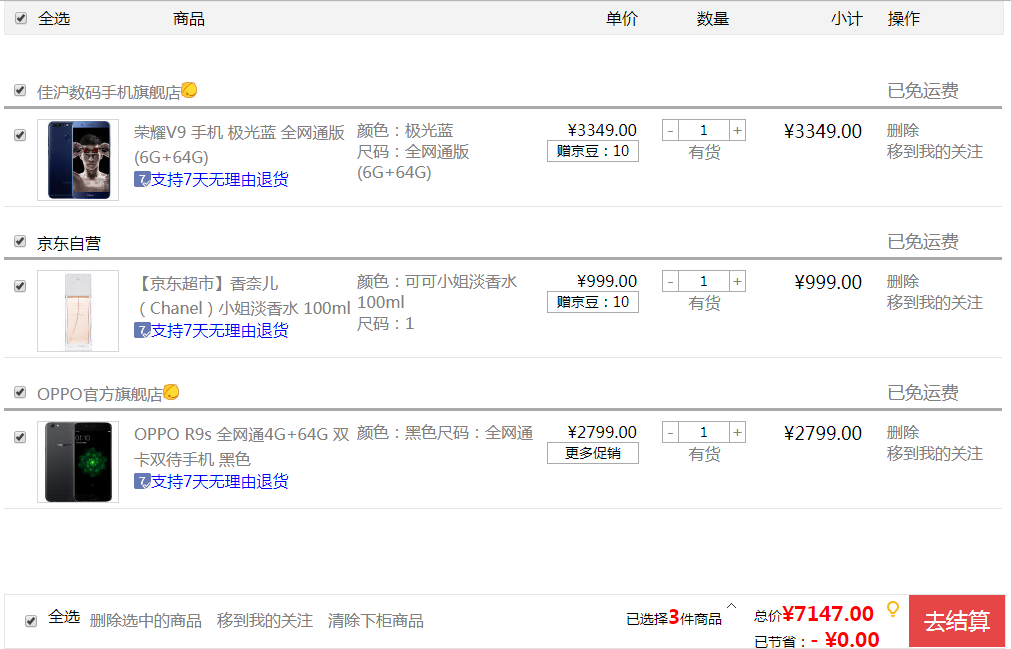 全选 商品 单价 数量 小计 操作
佳沪数码手机旗舰店 已免运费
荣耀V9 手机 极光蓝 全网通版 颜色：极光蓝 ¥3349.00 - 1 + ¥3349.00 删除
(6G+64G) 尺码：全网通版 赠京豆：10 有货 移到我的关注
7支持7天无理由退货 (6G+64G)
京东自营 已免运费
【京东超市】香奈儿 颜色：可可小姐淡香水 ¥999.00 - 1 + ¥999.00 删除
（Chanel）小姐淡香水 100ml 100ml 赠京豆：10 有货 移到我的关注
7支持7天无理由退货 尺码：1
OPPO官方旗舰店 已免运费
OPPO R9s 全网通4G+64G 双 颜色：黑色尺码：全网通 ¥2799.00 - 1 + ¥2799.00 删除
卡双待手机 黑色 更多促销 有货 移到我的关注
7支持7天无理由退货
全选 删除选中的商品 移到我的关注 清除下柜商品 已选择3件商品 总价¥7147.00 去结算
已节省：- ¥0.00